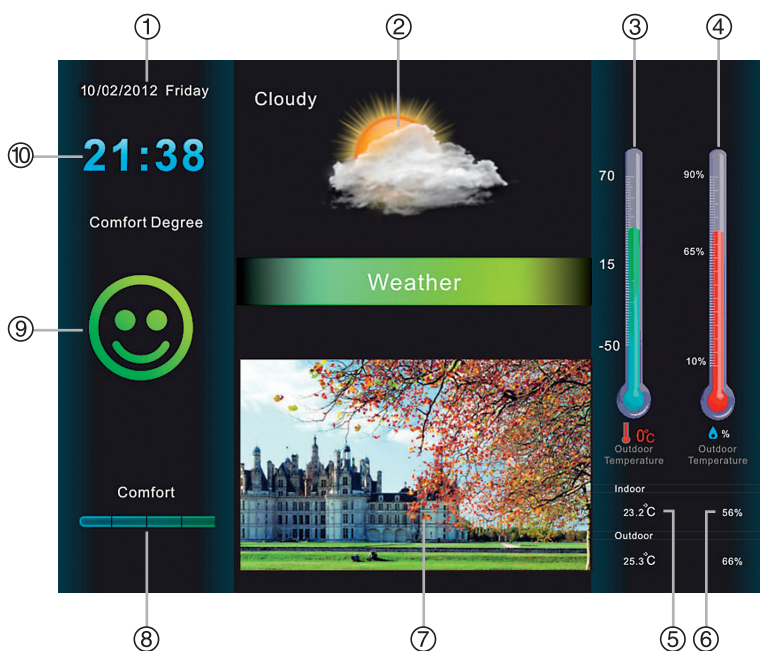 ① ② ③ ④
10/02/2012 Friday
Cloudy
⑩
21:38
70
90%
Comfort Degree
65%
15
Weather
⑨
-50
10%
0°C
%
Outdoor
Temperature
Outdoor
Temperature
Comfort
Indoor
23.2°C
56%
Outdoor
25.3°C
66%
⑧ ⑦ ⑤ ⑥